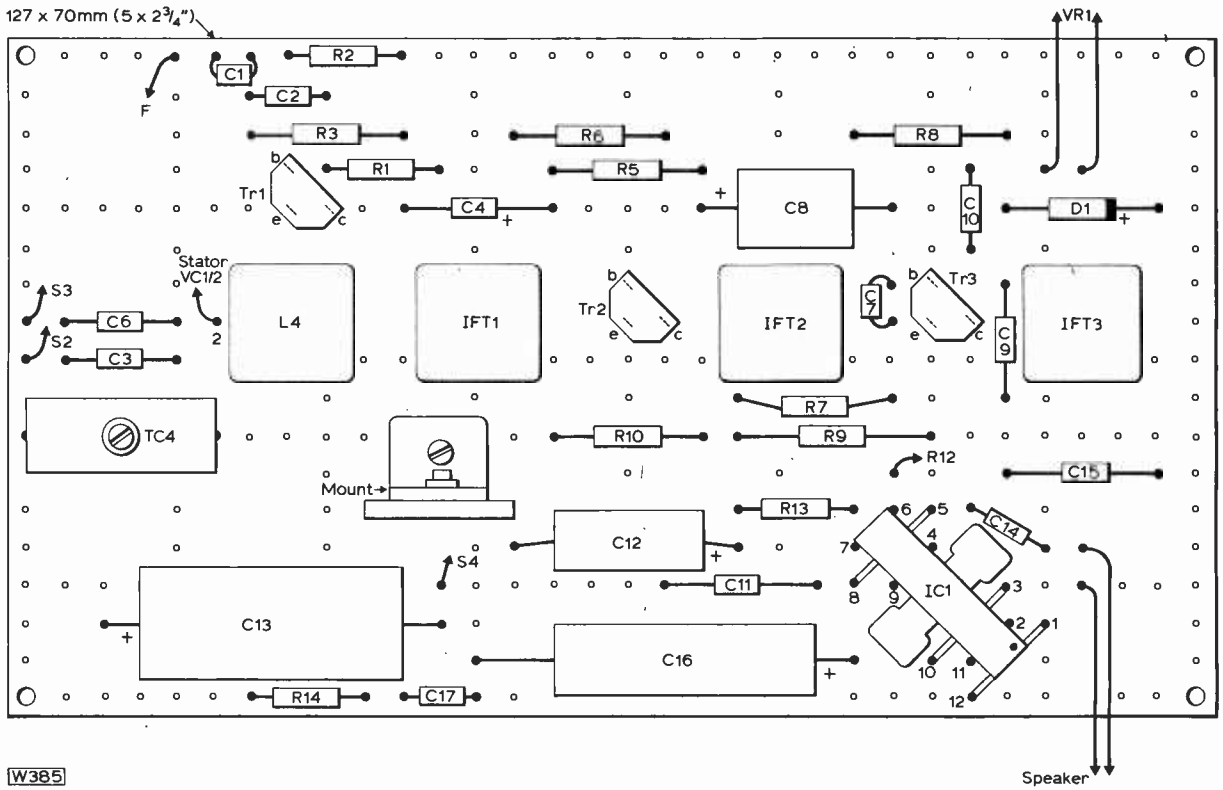 127 x 70mm (5 x 2¾")
VR1
R2
C1
C2
F
R3
R6
R8
b
R1
R5
Tr1
e
c
C4
+
+
C8
C10
D1
+
Stator
VC1/2
S3
L4
IFT1
b
Tr2
e
c
IFT2
C7
b
Tr3
e
c
IFT3
C6
2
S2
C3
C9
R7
TC4
R10
R9
R12
C15
Mount
R13
6
5
C14
C12
+
7
4
S4
C11
8
9
IC1
3
C13
+
2
1
C16
+
10
11
R14
C17
12
W385
Speaker